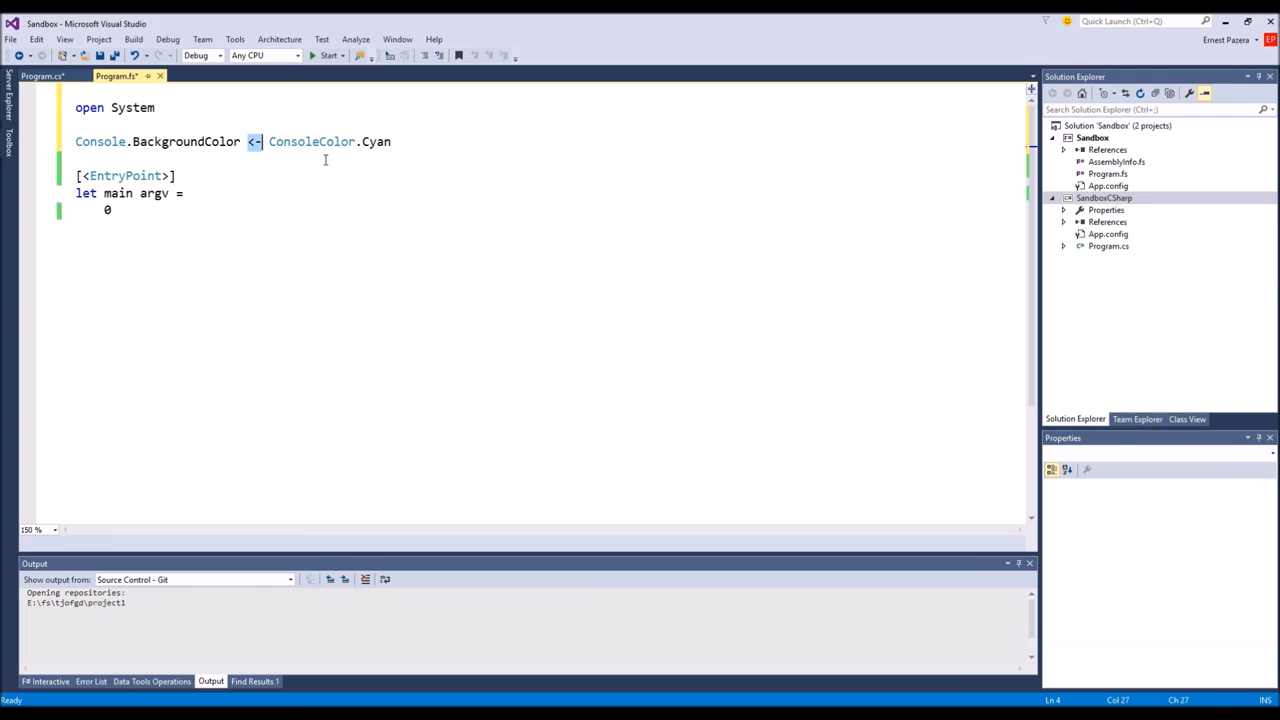 Sandbox - Microsoft Visual Studio
Quick Launch (Ctrl+Q)
File Edit View Project Build Debug Team Tools Test Architecture Analyze Window Help
Ernest Pazera EP
Debug Any CPU Start
Server Explorer
Toolbox
Program.cs* Program.fs*
open System
Console.BackgroundColor <- ConsoleColor.Cyan
[<EntryPoint>]
let main argv =
0
150 %
Solution Explorer
Search Solution Explorer (Ctrl+;)
Solution 'Sandbox' (2 projects)
Sandbox
References
AssemblyInfo.fs
Program.fs
App.config
SandboxCSharp
Properties
References
App.config
Program.cs
Solution Explorer Team Explorer Class View
Properties
Output
Show output from: Source Control - Git
Opening repositories:
E:\fs\tjofgd\project1
F# Interactive Error List Data Tools Operations Output Find Results 1
Ready Ln 4 Col 27 Ch 27 INS